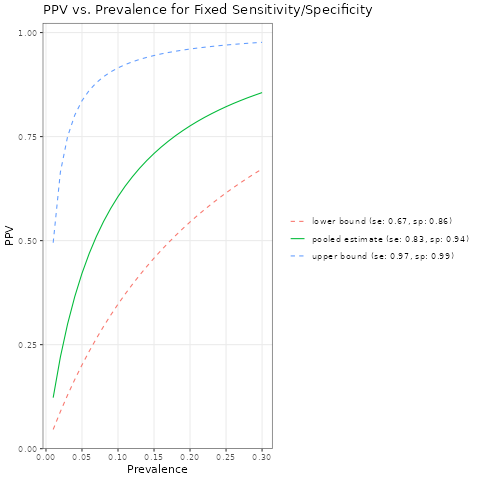 PPV vs. Prevalence for Fixed Sensitivity/Specificity
1.00
0.75
0.50
0.25
0.00
PPV
0.00 0.05 0.10 0.15 0.20 0.25 0.30
Prevalence
lower bound (se: 0.67, sp: 0.86)
pooled estimate (se: 0.83, sp: 0.94)
upper bound (se: 0.97, sp: 0.99)